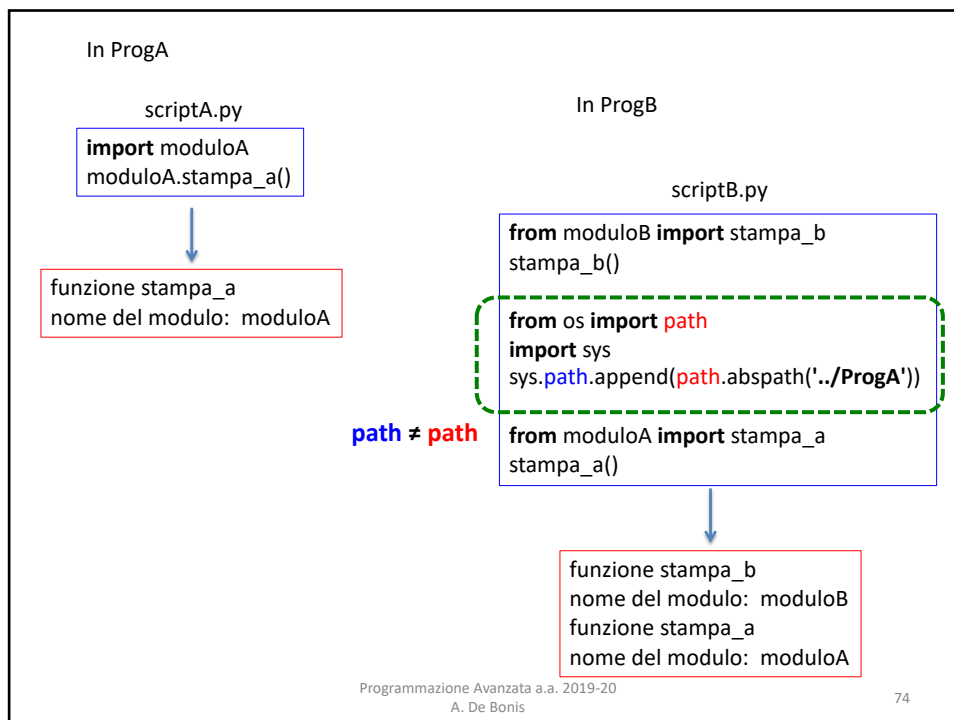 In ProgA
scriptA.py
import moduloA
moduloA.stampa_a()
funzione stampa_a
nome del modulo:  moduloA
In ProgB
scriptB.py
from moduloB import stampa_b
stampa_b()
from os import path
import sys
sys.path.append(path.abspath('../ProgA'))
path ≠ path
from moduloA import stampa_a
stampa_a()
funzione stampa_b
nome del modulo:  moduloB
funzione stampa_a
nome del modulo:  moduloA
Programmazione Avanzata a.a. 2019-20
A. De Bonis
74